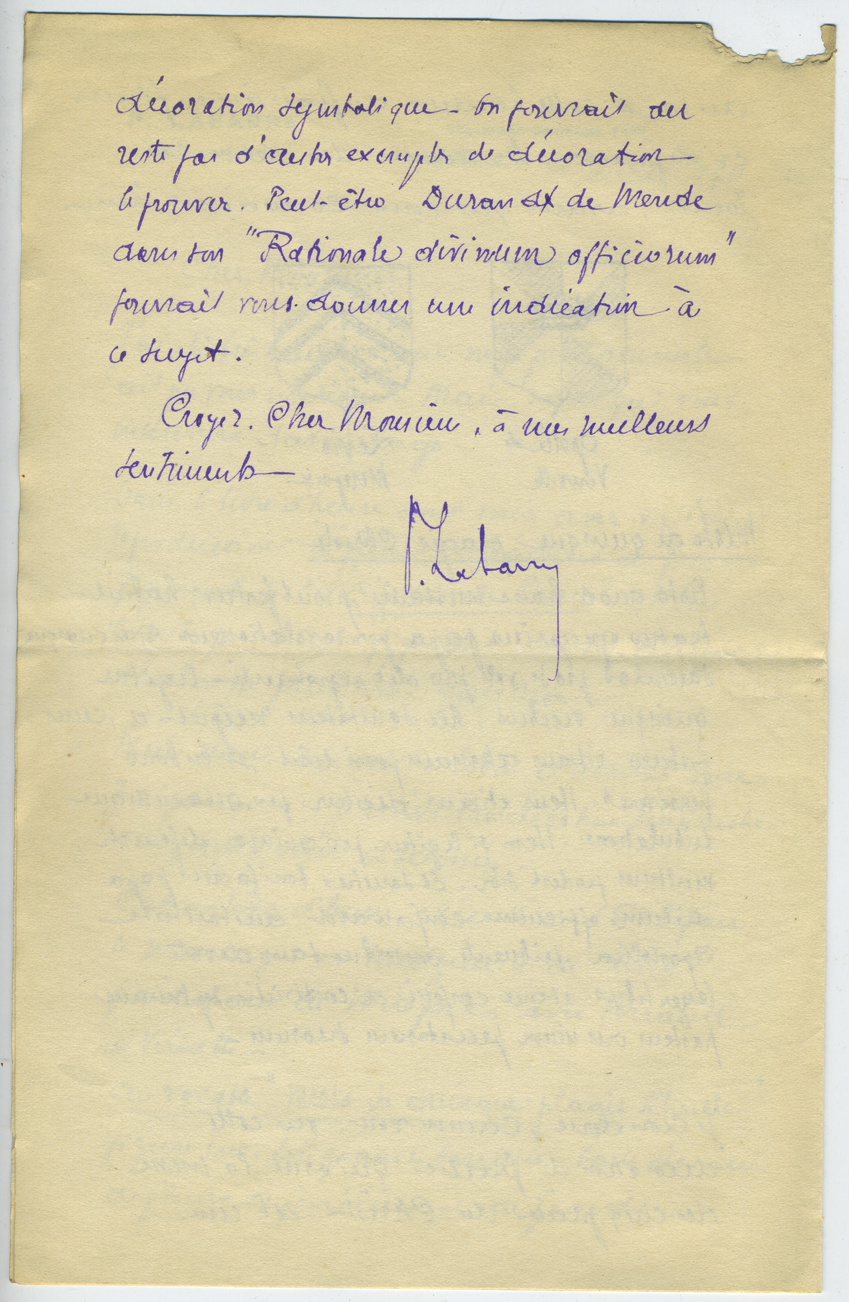 décoration symbolique - On pourrait du
reste par d'autres exemples de décoration
le prouver. Peut-être Durand de Mende
dans son "Rationale divinum officiorum"
pourrait vous donner une indication à
ce sujet.
Croyez, Cher Monsieur, à mes meilleurs
sentiments